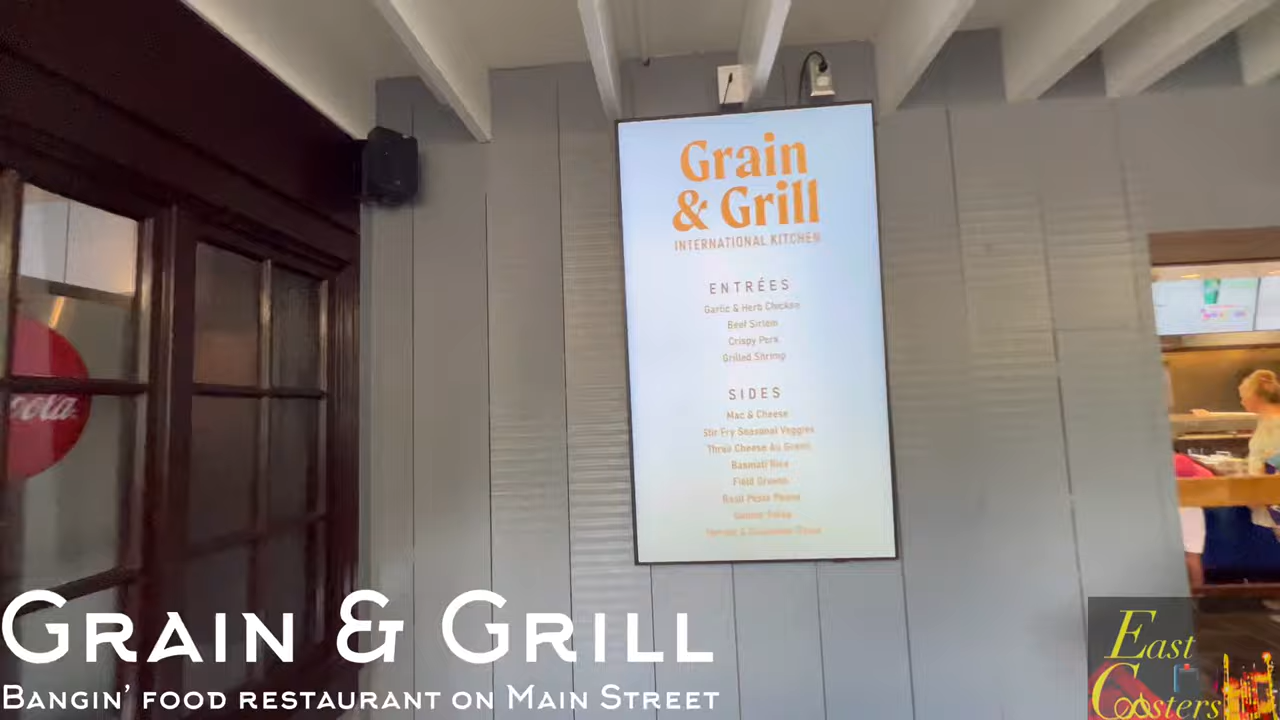 Grain
& Grill
INTERNATIONAL KITCHEN
ENTRÉES
Garlic & Herb Chicken
Beef Sirloin
Crispy Pork
Grilled Shrimp
SIDES
Mac & Cheese
Stir Fry Seasonal Veggies
Three Cheese Au Gratin
Basmati Rice
Field Greens
Basil Pesto Penne
Cola
GRAIN & GRILL
BANGIN' FOOD RESTAURANT ON MAIN STREET
East
Coasters